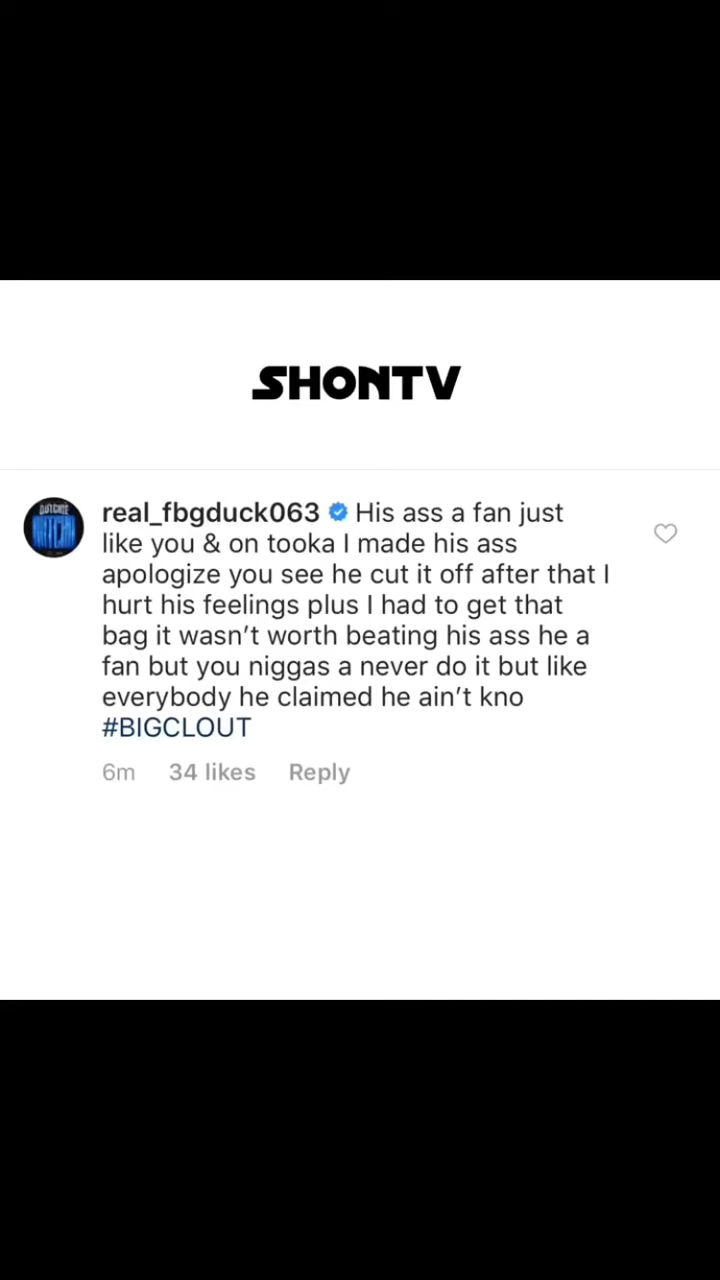 SHONTV
real_fbgduck063 His ass a fan just
like you & on tooka I made his ass
apologize you see he cut it off after that I
hurt his feelings plus I had to get that
bag it wasn’t worth beating his ass he a
fan but you niggas a never do it but like
everybody he claimed he ain’t kno
#BIGCLOUT
6m 34 likes Reply